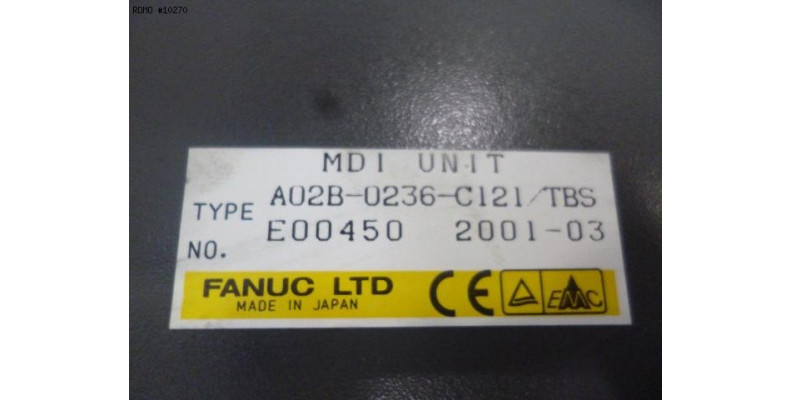 ROMO #10270
MDI UNIT
TYPE A02B-0236-C121/TBS
NO. E00450 2001-03
FANUC LTD
MADE IN JAPAN
CE
EMC